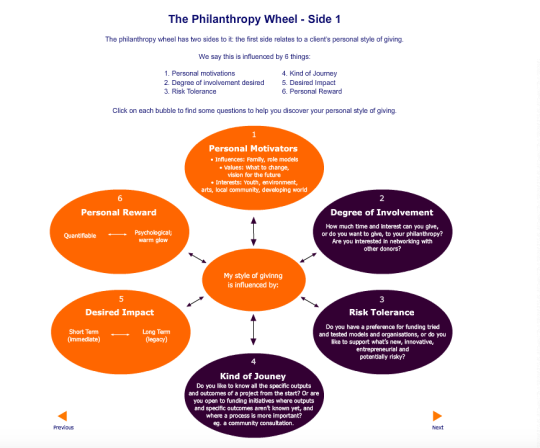 The Philanthropy Wheel - Side 1
The philanthropy wheel has two sides to it: the first side relates to a client's personal style of giving.
We say this is influenced by 6 things:
1. Personal motivations
2. Degree of involvement desired
3. Risk Tolerance
4. Kind of Journey
5. Desired Impact
6. Personal Reward
Click on each bubble to find some questions to help you discover your personal style of giving.
1
Personal Motivators
• Influences: Family, role models
• Values: What to change,
vision for the future
• Interests: Youth, environment,
arts, local community, developing world
2
Degree of Involvement
How much time and interest can you give,
or do you want to give, to your philanthropy?
Are you interested in networking with
other donors?
3
Risk Tolerance
Do you have a preference for funding tried
and tested models and organisations, or do you
like to support what's new, innovative,
entrepreneurial and
potentially risky?
4
Kind of Jouney
Do you like to know all the specific outputs
and outcomes of a project from the start? Or are
you open to funding initiatives where outputs
and specific outcomes aren't known yet, and
where a process is more important?
eg. a community consultation.
5
Desired Impact
Short Term
(immediate)
Long Term
(legacy)
6
Personal Reward
Quantifiable
Psychological;
warm glow
My style of givinng
is influenced by:
Previous
Next